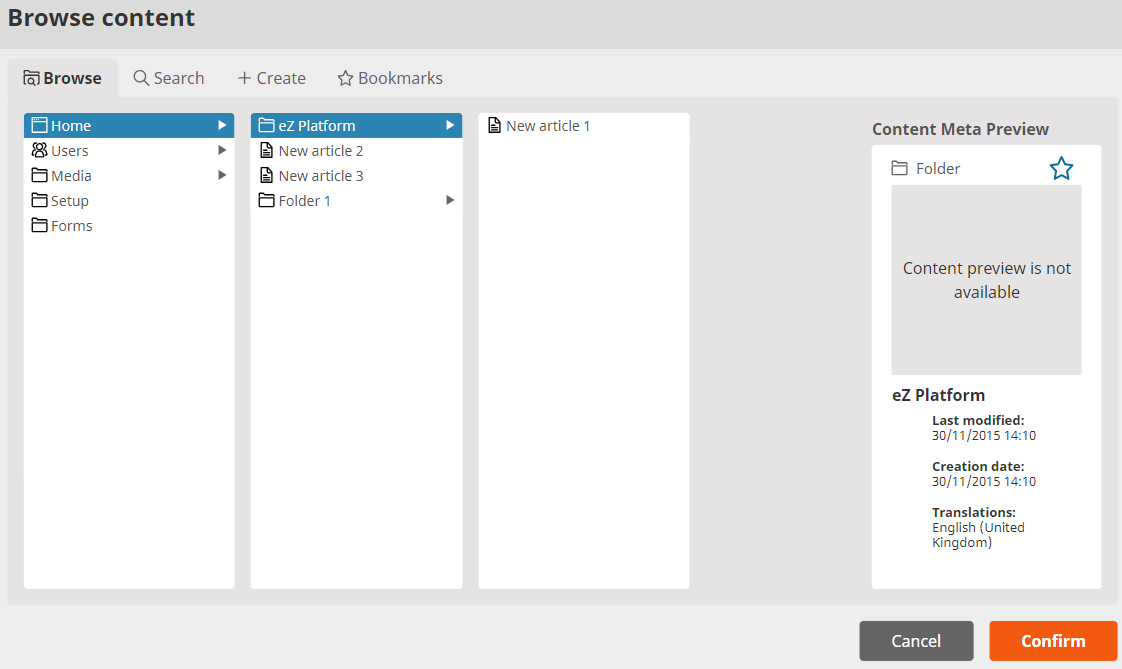 Browse content
Browse
Search
Create
Bookmarks
Home
Users
Media
Setup
Forms
eZ Platform
New article 2
New article 3
Folder 1
New article 1
Content Meta Preview
Folder
Content preview is not
available
eZ Platform
Last modified:
30/11/2015 14:10
Creation date:
30/11/2015 14:10
Translations:
English (United
Kingdom)
Cancel
Confirm